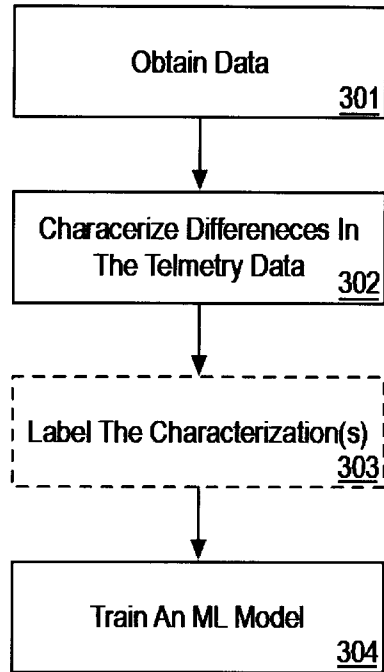 Obtain Data
301
Characerize Differeneces In
The Telmetry Data
302
Label The Characterization(s)
303
Train An ML Model
304